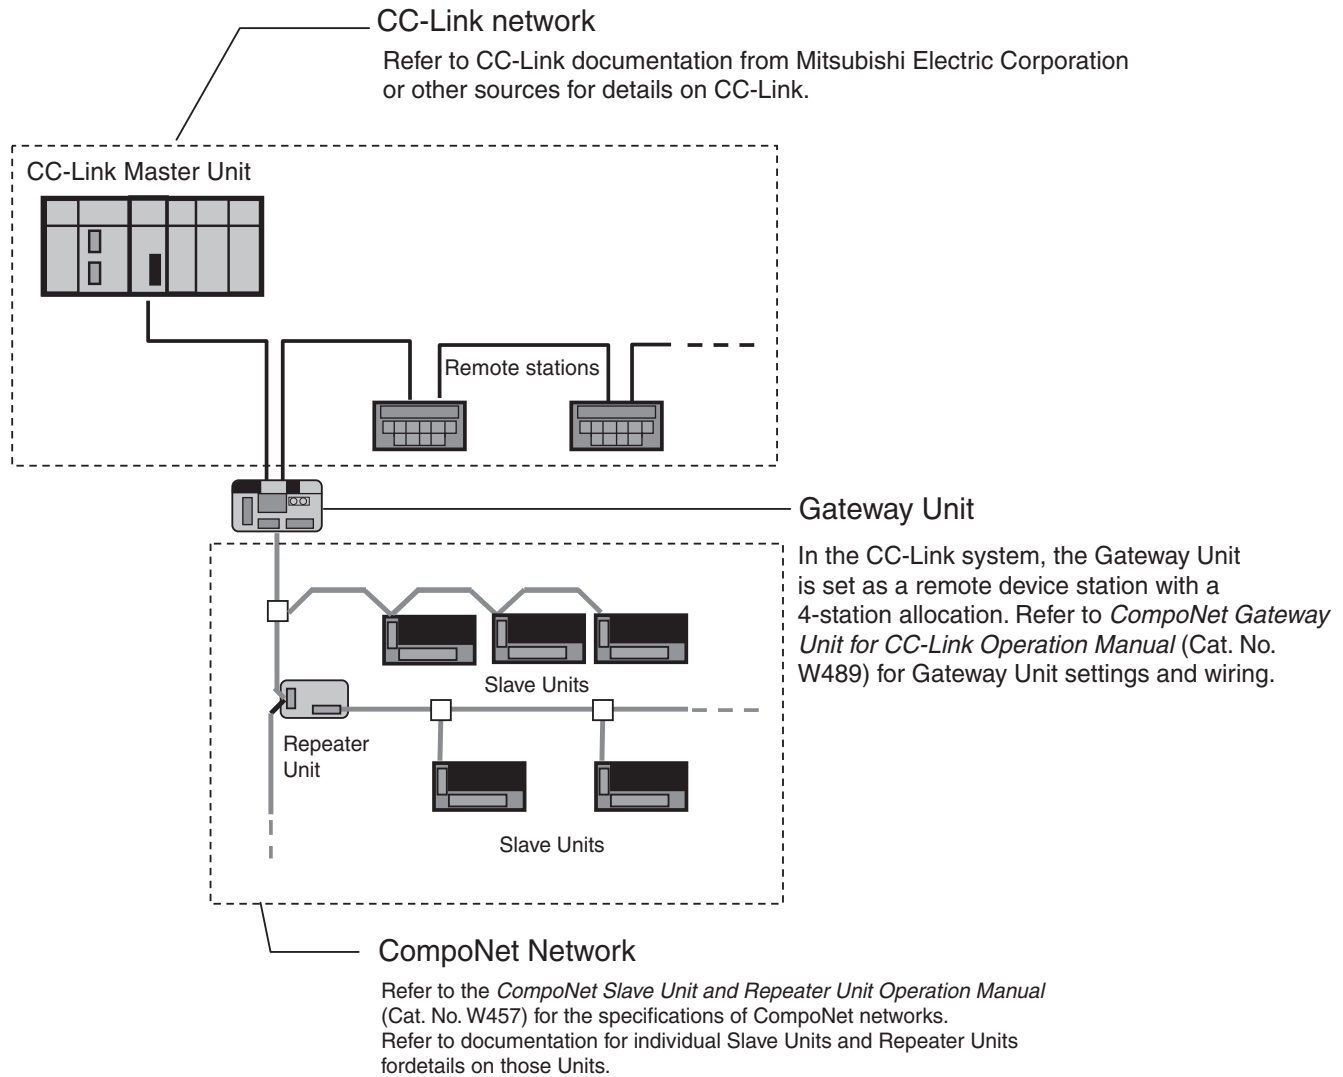 CC-Link network
Refer to CC-Link documentation from Mitsubishi Electric Corporation
or other sources for details on CC-Link.
CC-Link Master Unit
Remote stations
Gateway Unit
In the CC-Link system, the Gateway Unit
is set as a remote device station with a
4-station allocation. Refer to CompoNet Gateway
Unit for CC-Link Operation Manual (Cat. No.
W489) for Gateway Unit settings and wiring.
Slave Units
Repeater
Unit
Slave Units
CompoNet Network
Refer to the CompoNet Slave Unit and Repeater Unit Operation Manual
(Cat. No. W457) for the specifications of CompoNet networks.
Refer to documentation for individual Slave Units and Repeater Units
fordetails on those Units.